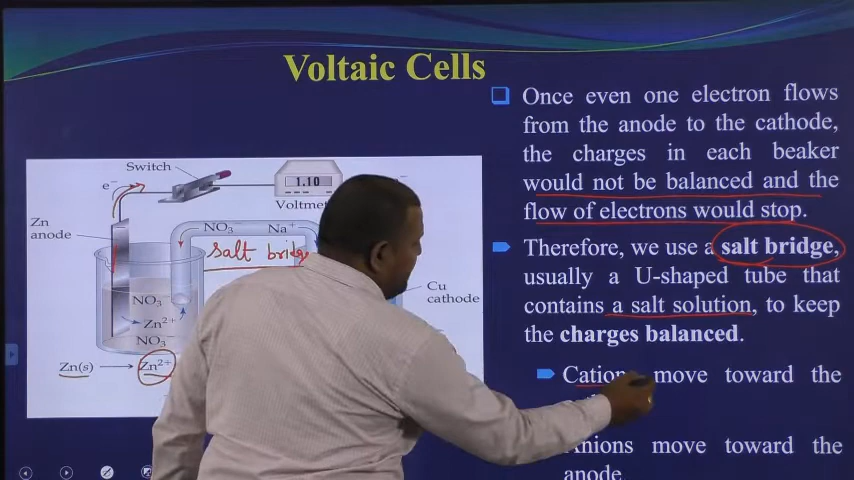 Voltaic Cells
Once even one electron flows
from the anode to the cathode,
the charges in each beaker
would not be balanced and the
flow of electrons would stop.
Therefore, we use a salt bridge,
usually a U-shaped tube that
contains a salt solution, to keep
the charges balanced.
move toward the
Anions move toward the
anode.
Switch
e⁻
1.10
Zn
anode
NO₃⁻ Na⁺
salt bridge
Cu
cathode
NO₃⁻
Zn²⁺
NO₃⁻
Zn(s) → Zn²⁺